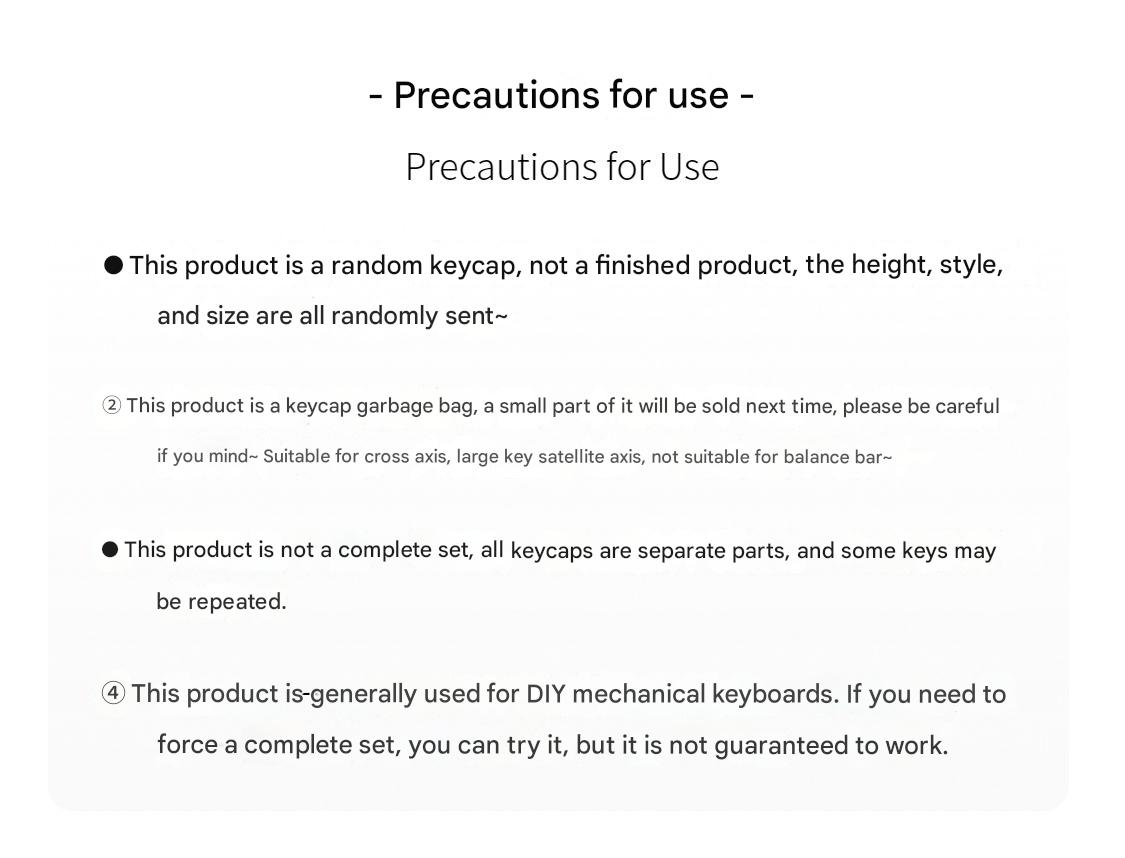 - Precautions for use -
Precautions for Use
● This product is a random keycap, not a finished product, the height, style,
and size are all randomly sent~
② This product is a keycap garbage bag, a small part of it will be sold next time, please be careful
if you mind~ Suitable for cross axis, large key satellite axis, not suitable for balance bar~
● This product is not a complete set, all keycaps are separate parts, and some keys may
be repeated.
④ This product is-generally used for DIY mechanical keyboards. If you need to
force a complete set, you can try it, but it is not guaranteed to work.